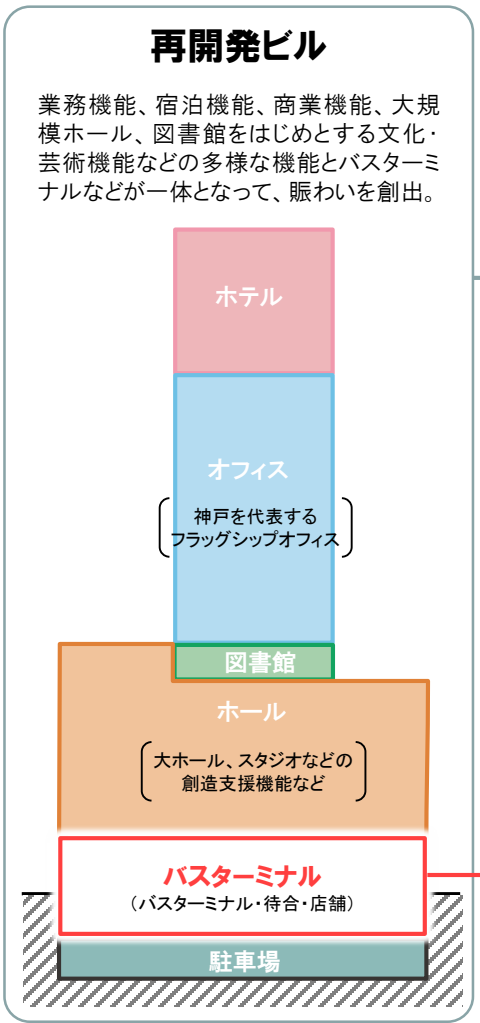 再開発ビル
業務機能、宿泊機能、商業機能、大規
模ホール、図書館をはじめとする文化・
芸術機能などの多様な機能とバスターミ
ナルなどが一体となって、賑わいを創出。
ホテル
オフィス
神戸を代表する
フラッグシップオフィス
図書館
ホール
大ホール、スタジオなどの
創造支援機能など
バスターミナル
（バスターミナル・待合・店舗）
駐車場